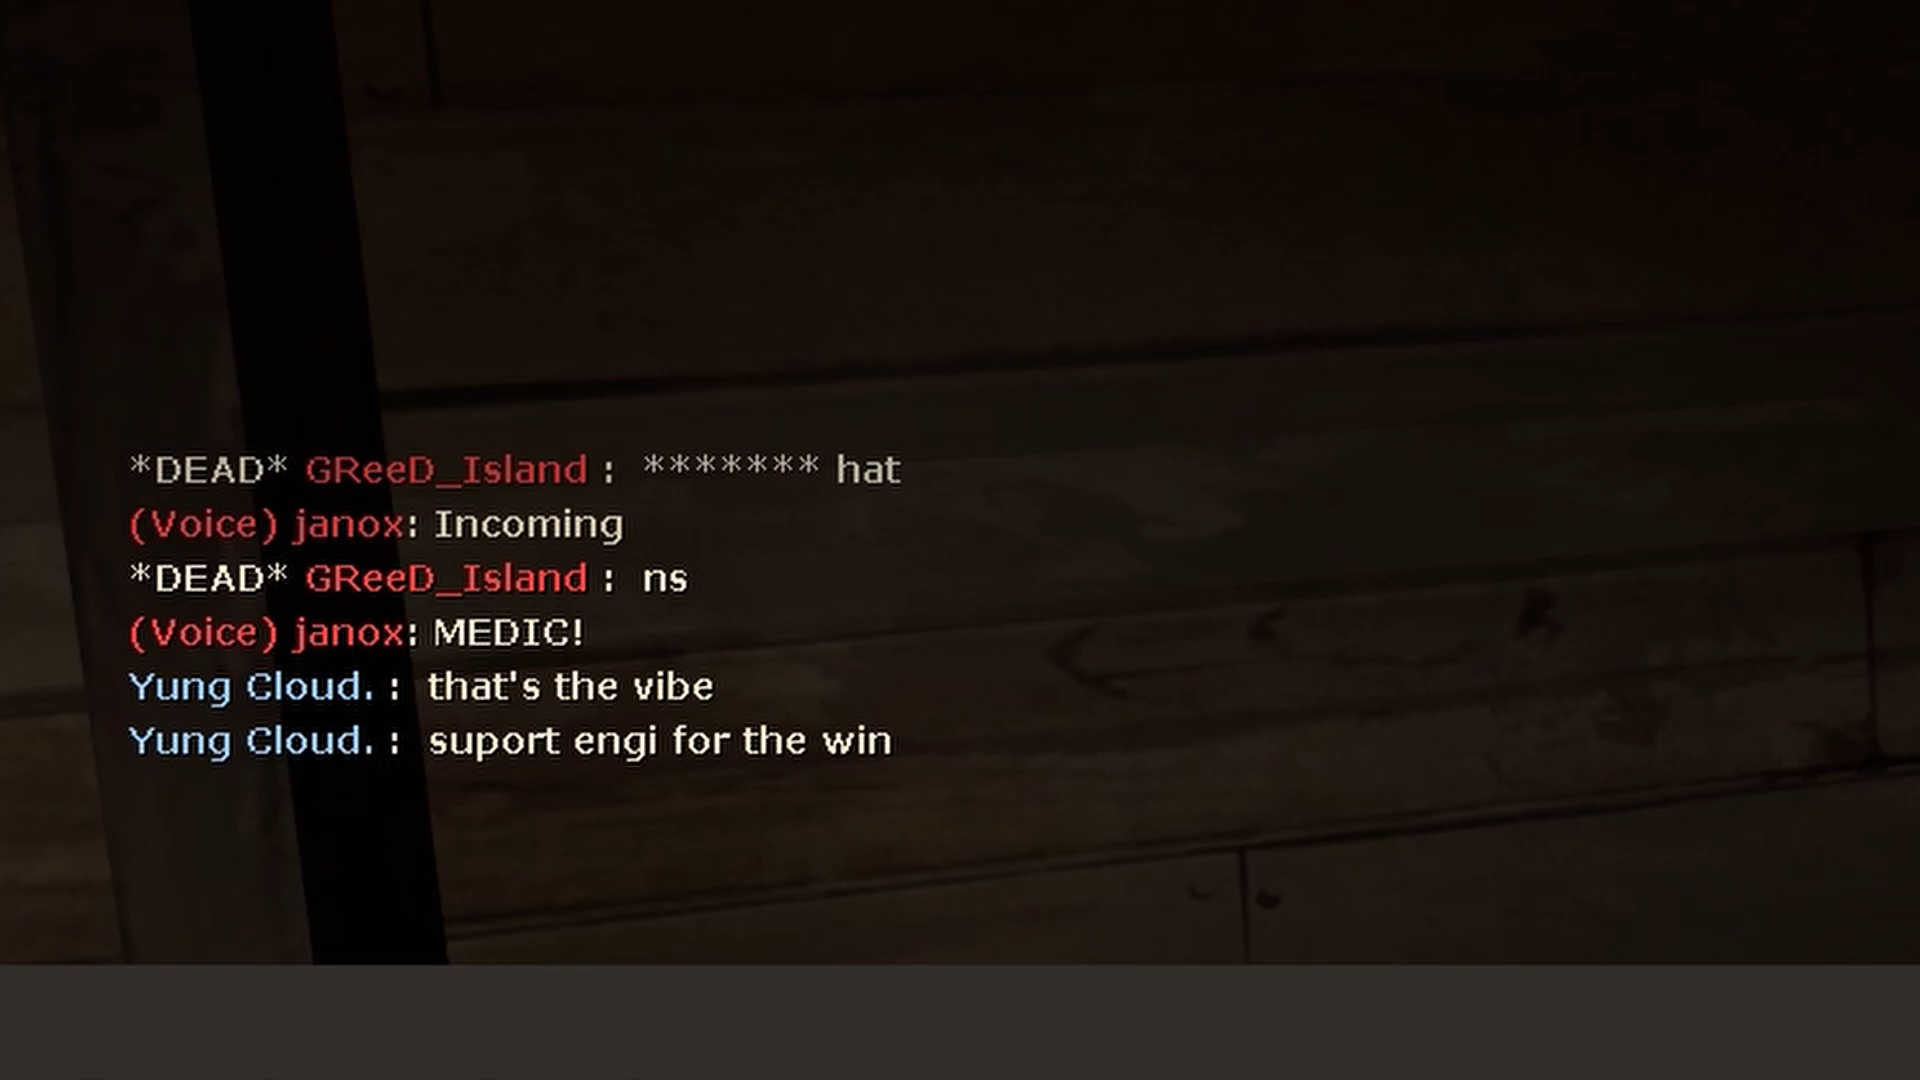 *DEAD* GReeD_Island :  ******* hat
(Voice) janox: Incoming
*DEAD* GReeD_Island :  ns
(Voice) janox: MEDIC!
Yung Cloud. :  that's the vibe
Yung Cloud. :  suport engi for the win